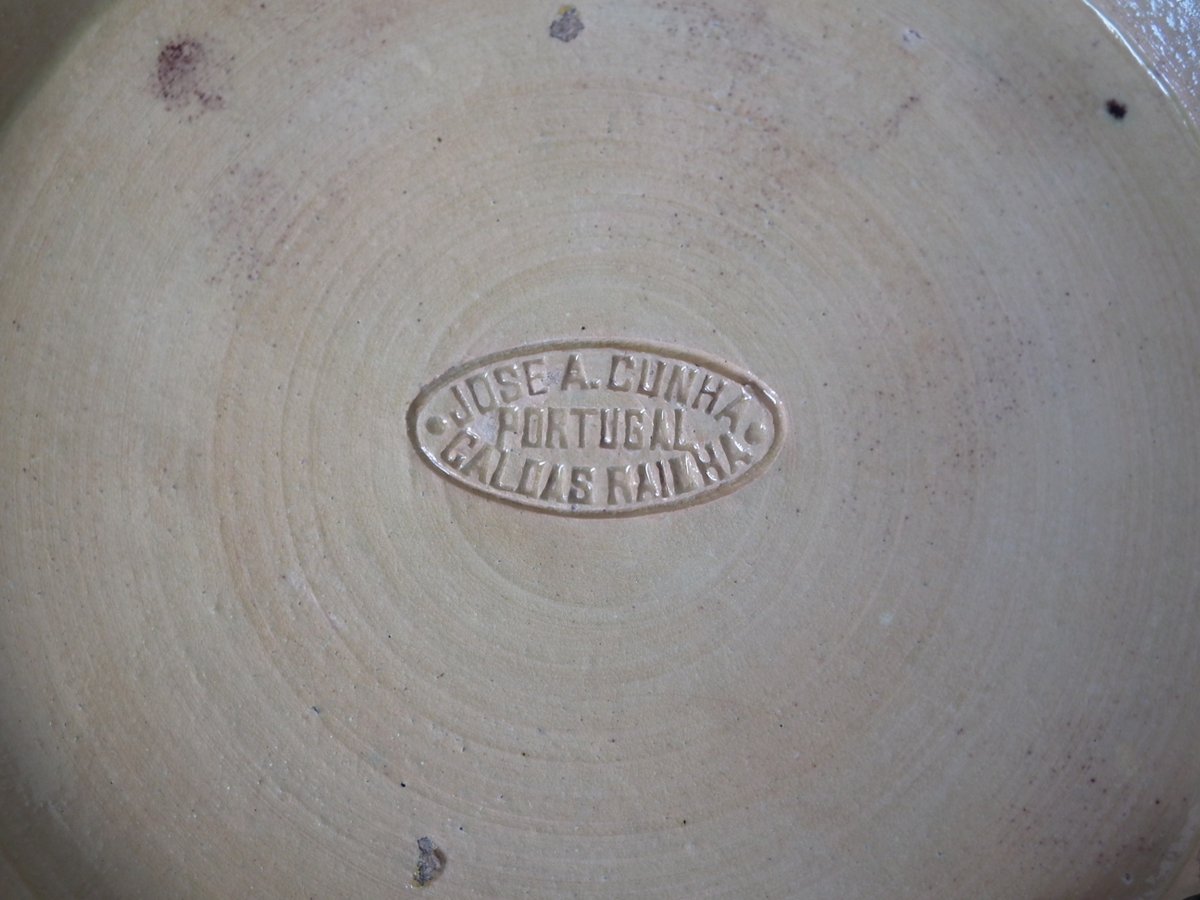 JOSE A. CUNHA
PORTUGAL
CALDAS RAINHA